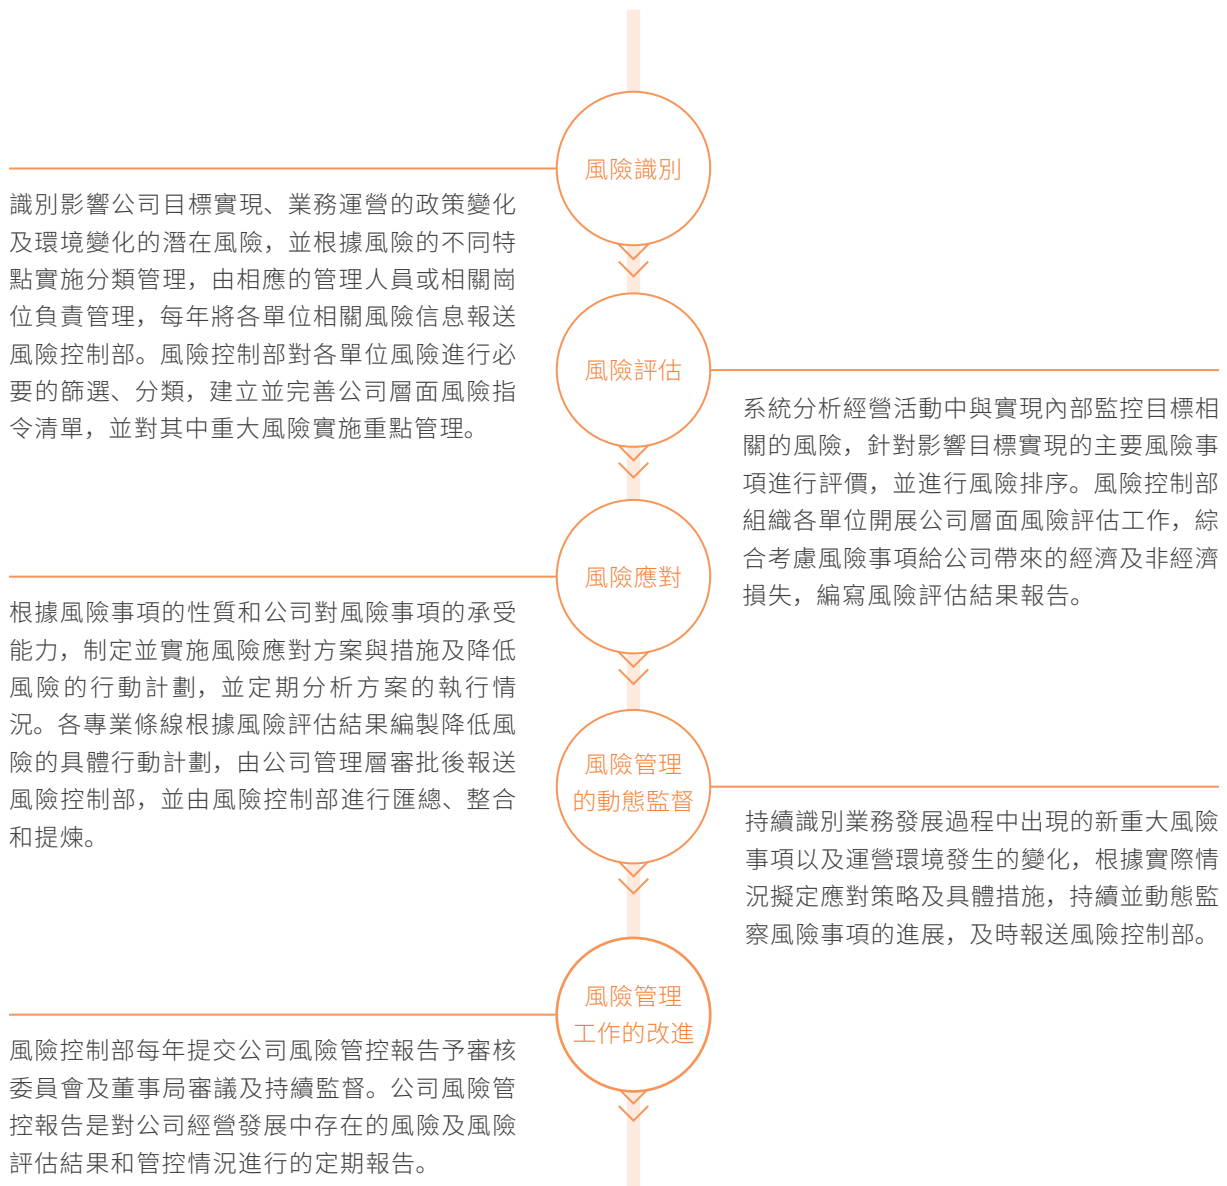 風險識別
識別影響公司目標實現、業務運營的政策變化
及環境變化的潛在風險，並根據風險的不同特
點實施分類管理，由相應的管理人員或相關崗
位負責管理，每年將各單位相關風險信息報送
風險控制部。風險控制部對各單位風險進行必
要的篩選、分類，建立並完善公司層面風險指
令清單，並對其中重大風險實施重點管理。
風險評估
系統分析經營活動中與實現內部監控目標相
關的風險，針對影響目標實現的主要風險事
項進行評價，並進行風險排序。風險控制部
組織各單位開展公司層面風險評估工作，綜
合考慮風險事項給公司帶來的經濟及非經濟
損失，編寫風險評估結果報告。
風險應對
根據風險事項的性質和公司對風險事項的承受
能力，制定並實施風險應對方案與措施及降低
風險的行動計劃，並定期分析方案的執行情
況。各專業條線根據風險評估結果編製降低風
險的具體行動計劃，由公司管理層審批後報送
風險控制部，並由風險控制部進行匯總、整合
和提煉。
風險管理
的動態監督
持續識別業務發展過程中出現的新重大風險
事項以及運營環境發生的變化，根據實際情
況擬定應對策略及具體措施，持續並動態監
察風險事項的進展，及時報送風險控制部。
風險管理
工作的改進
風險控制部每年提交公司風險管控報告予審核
委員會及董事局審議及持續監督。公司風險管
控報告是對公司經營發展中存在的風險及風險
評估結果和管控情況進行的定期報告。